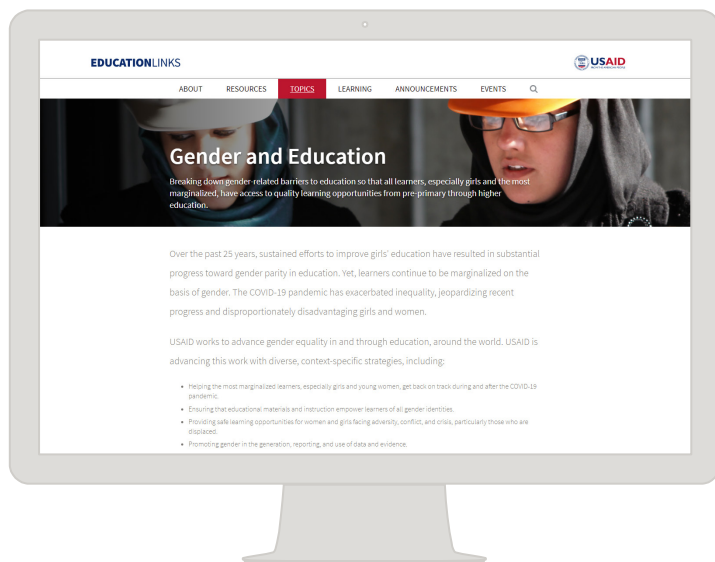 EDUCATIONLINKS
USAID
ABOUT RESOURCES TOPICS LEARNING ANNOUNCEMENTS EVENTS
Gender and Education
Breaking down gender-related barriers to education so that all learners, especially girls and the most
marginalized, have access to quality learning opportunities from pre-primary through higher
education.
Over the past 25 years, sustained efforts to improve girls' education have resulted in substantial
progress toward gender parity in education. Yet, learners continue to be marginalized on the
basis of gender. The COVID-19 pandemic has exacerbated inequality, jeopardizing recent
progress and disproportionately disadvantaging girls and women.
USAID works to advance gender equality in and through education, around the world. USAID is
advancing this work with diverse, context-specific strategies, including:
• Helping the most marginalized learners, especially girls and young women, get back on track during and after the COVID-19
pandemic.
• Ensuring that educational materials and instruction empower learners of all gender identities.
• Providing safe learning opportunities for women and girls facing adversity, conflict, and crisis, particularly those who are
displaced.
• Promoting gender in the generation, reporting, and use of data and evidence.